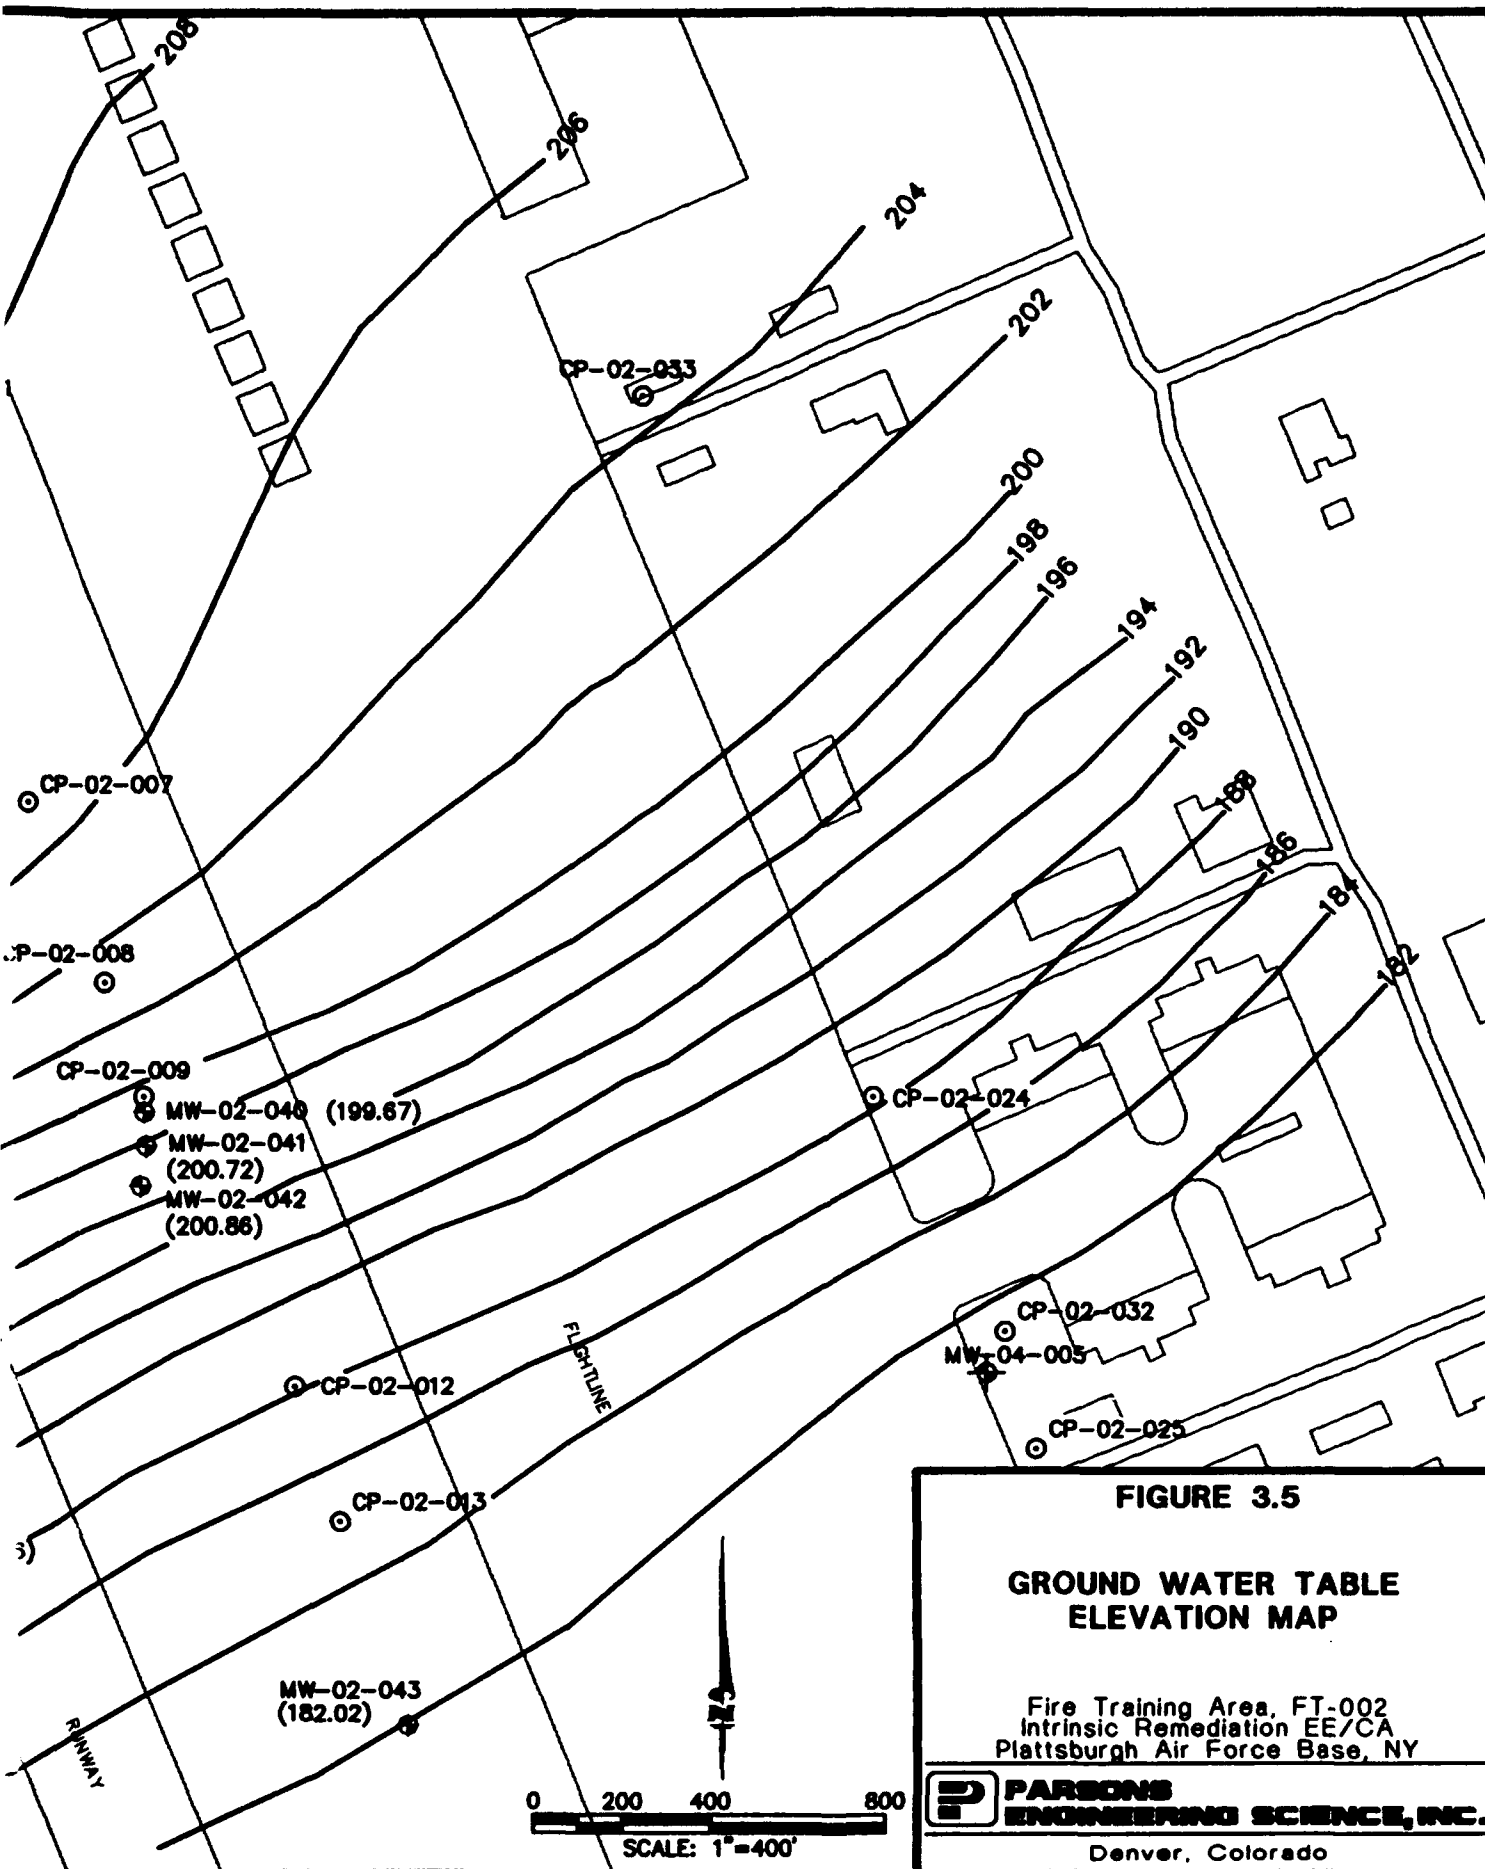 208
206
204
202
CP-02-033
200
198
196
194
192
190
188
186
184
182
CP-02-007
CP-02-008
CP-02-009
MW-02-040 (199.67)
MW-02-041
(200.72)
MW-02-042
(200.86)
CP-02-024
CP-02-032
MW-04-005
CP-02-025
CP-02-012
CP-02-013
FLIGHTLINE
MW-02-043
(182.02)
RUNWAY
0 200 400 800
SCALE: 1"=400'
FIGURE 3.5
GROUND WATER TABLE
ELEVATION MAP
Fire Training Area, FT-002
Intrinsic Remediation EE/CA
Plattsburgh Air Force Base, NY
PARSONS
ENGINEERING SCIENCE, INC.
Denver, Colorado